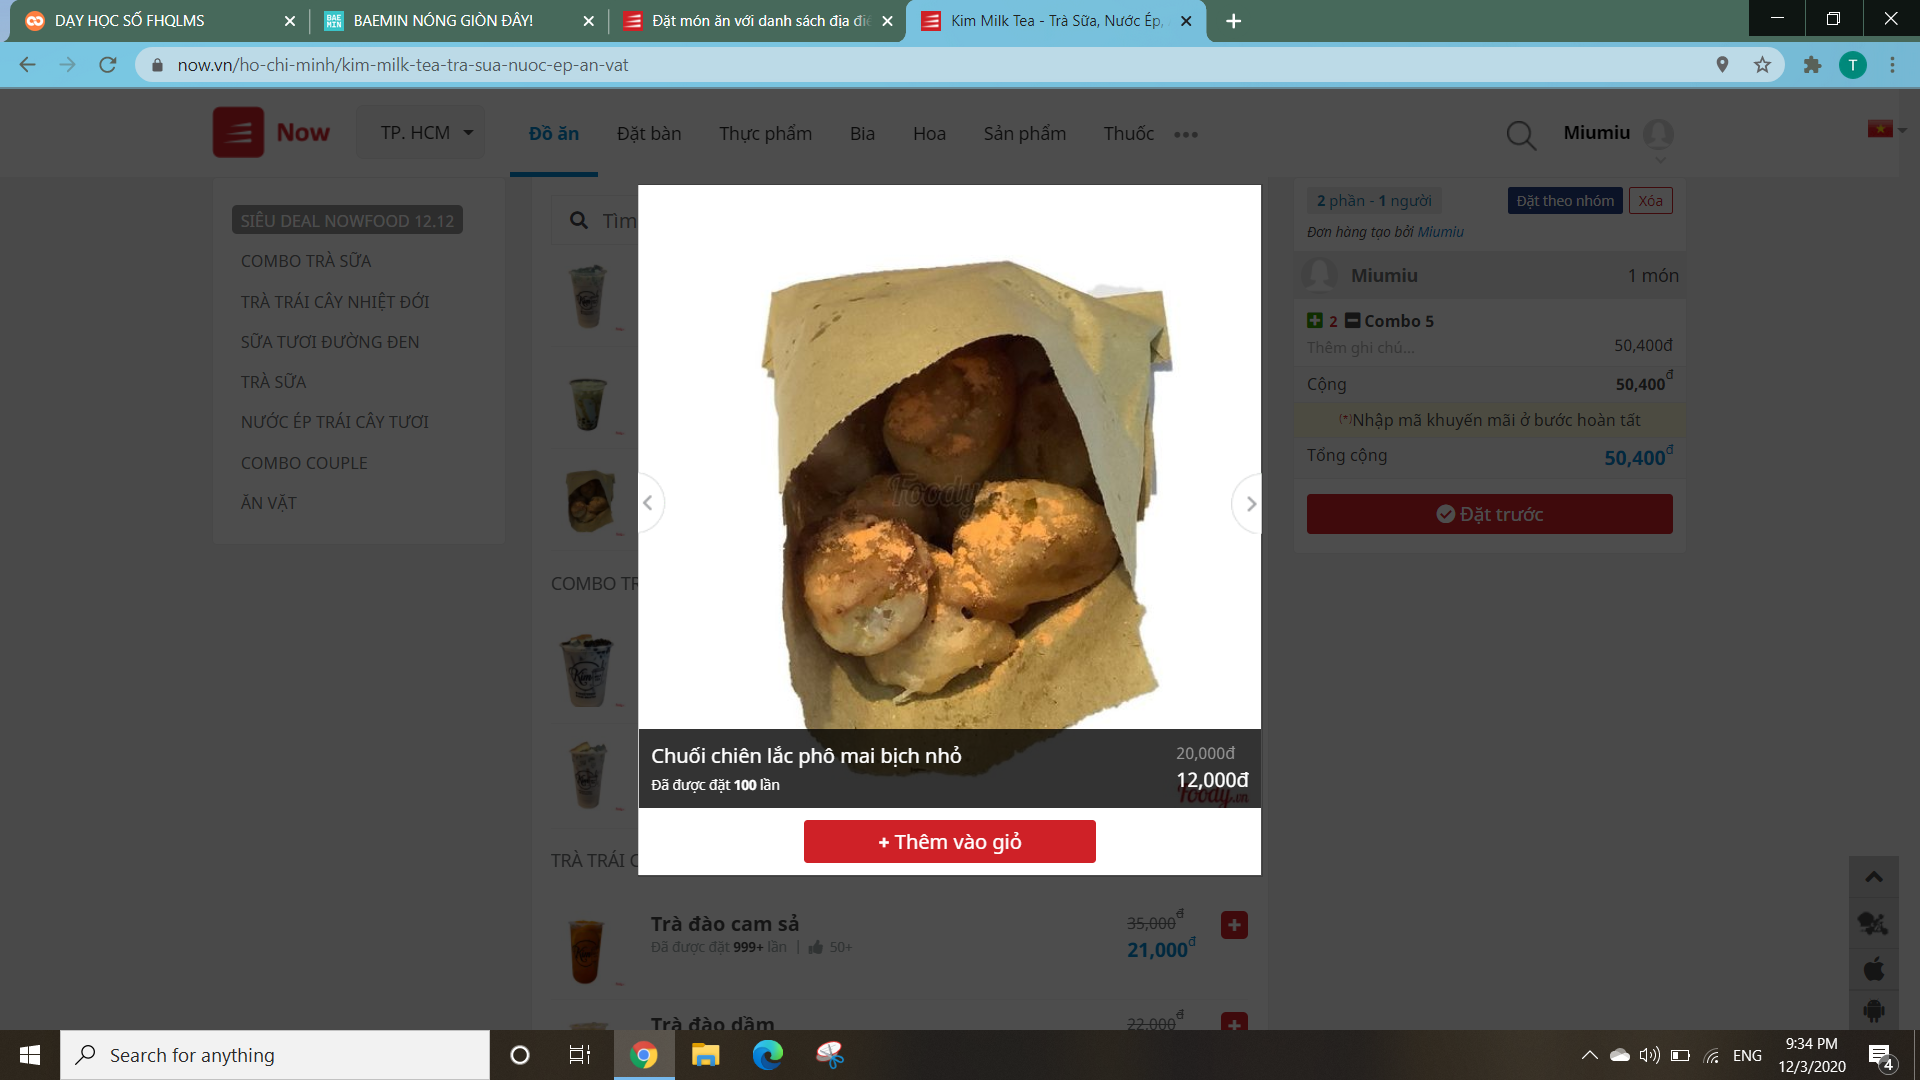 DẠY HỌC SỐ FHQLMS
BAEMIN NÓNG GIÒN ĐÂY!
Đặt món ăn với danh sách địa điể
Kim Milk Tea - Trà Sữa, Nước Ép,
now.vn/ho-chi-minh/kim-milk-tea-tra-sua-nuoc-ep-an-vat
T
Now
TP. HCM
Đồ ăn
Đặt bàn
Thực phẩm
Bia
Hoa
Sản phẩm
Thuốc
Miumiu
SIÊU DEAL NOWFOOD 12.12
COMBO TRÀ SỮA
TRÀ TRÁI CÂY NHIỆT ĐỚI
SỮA TƯƠI ĐƯỜNG ĐEN
TRÀ SỮA
NƯỚC ÉP TRÁI CÂY TƯƠI
COMBO COUPLE
ĂN VẶT
Tìm
COMBO TR
TRÀ TRÁI C
Foody
Chuối chiên lắc phô mai bịch nhỏ
20,000đ
Đã được đặt 100 lần
12,000đ
Foody.vn
+ Thêm vào giỏ
Trà đào cam sả
35,000đ
Đã được đặt 999+ lần | 50+
21,000đ
Trà đào dầm
22,000đ
2 phần - 1 người
Đặt theo nhóm
Xóa
Đơn hàng tạo bởi Miumiu
Miumiu
1 món
2 Combo 5
Thêm ghi chú...
50,400đ
Cộng
50,400đ
(*)Nhập mã khuyến mãi ở bước hoàn tất
Tổng cộng
50,400đ
Đặt trước
Search for anything
ENG
9:34 PM
12/3/2020
4